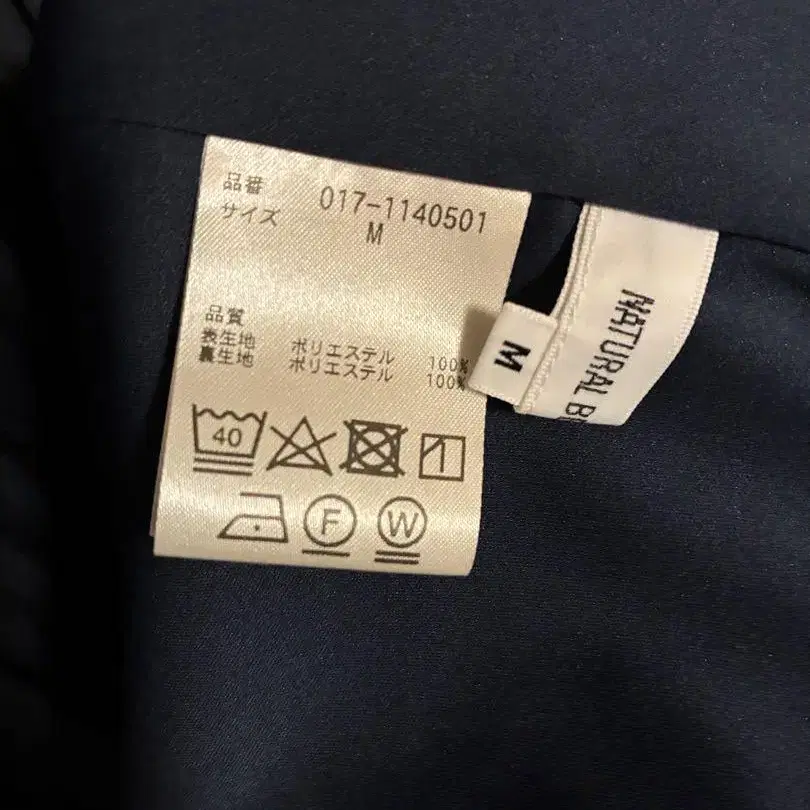 品番 017-1140501
サイズ M
品質
表生地 ポリエステル 100%
裏生地 ポリエステル 100%
40
F
W
M
NATURAL